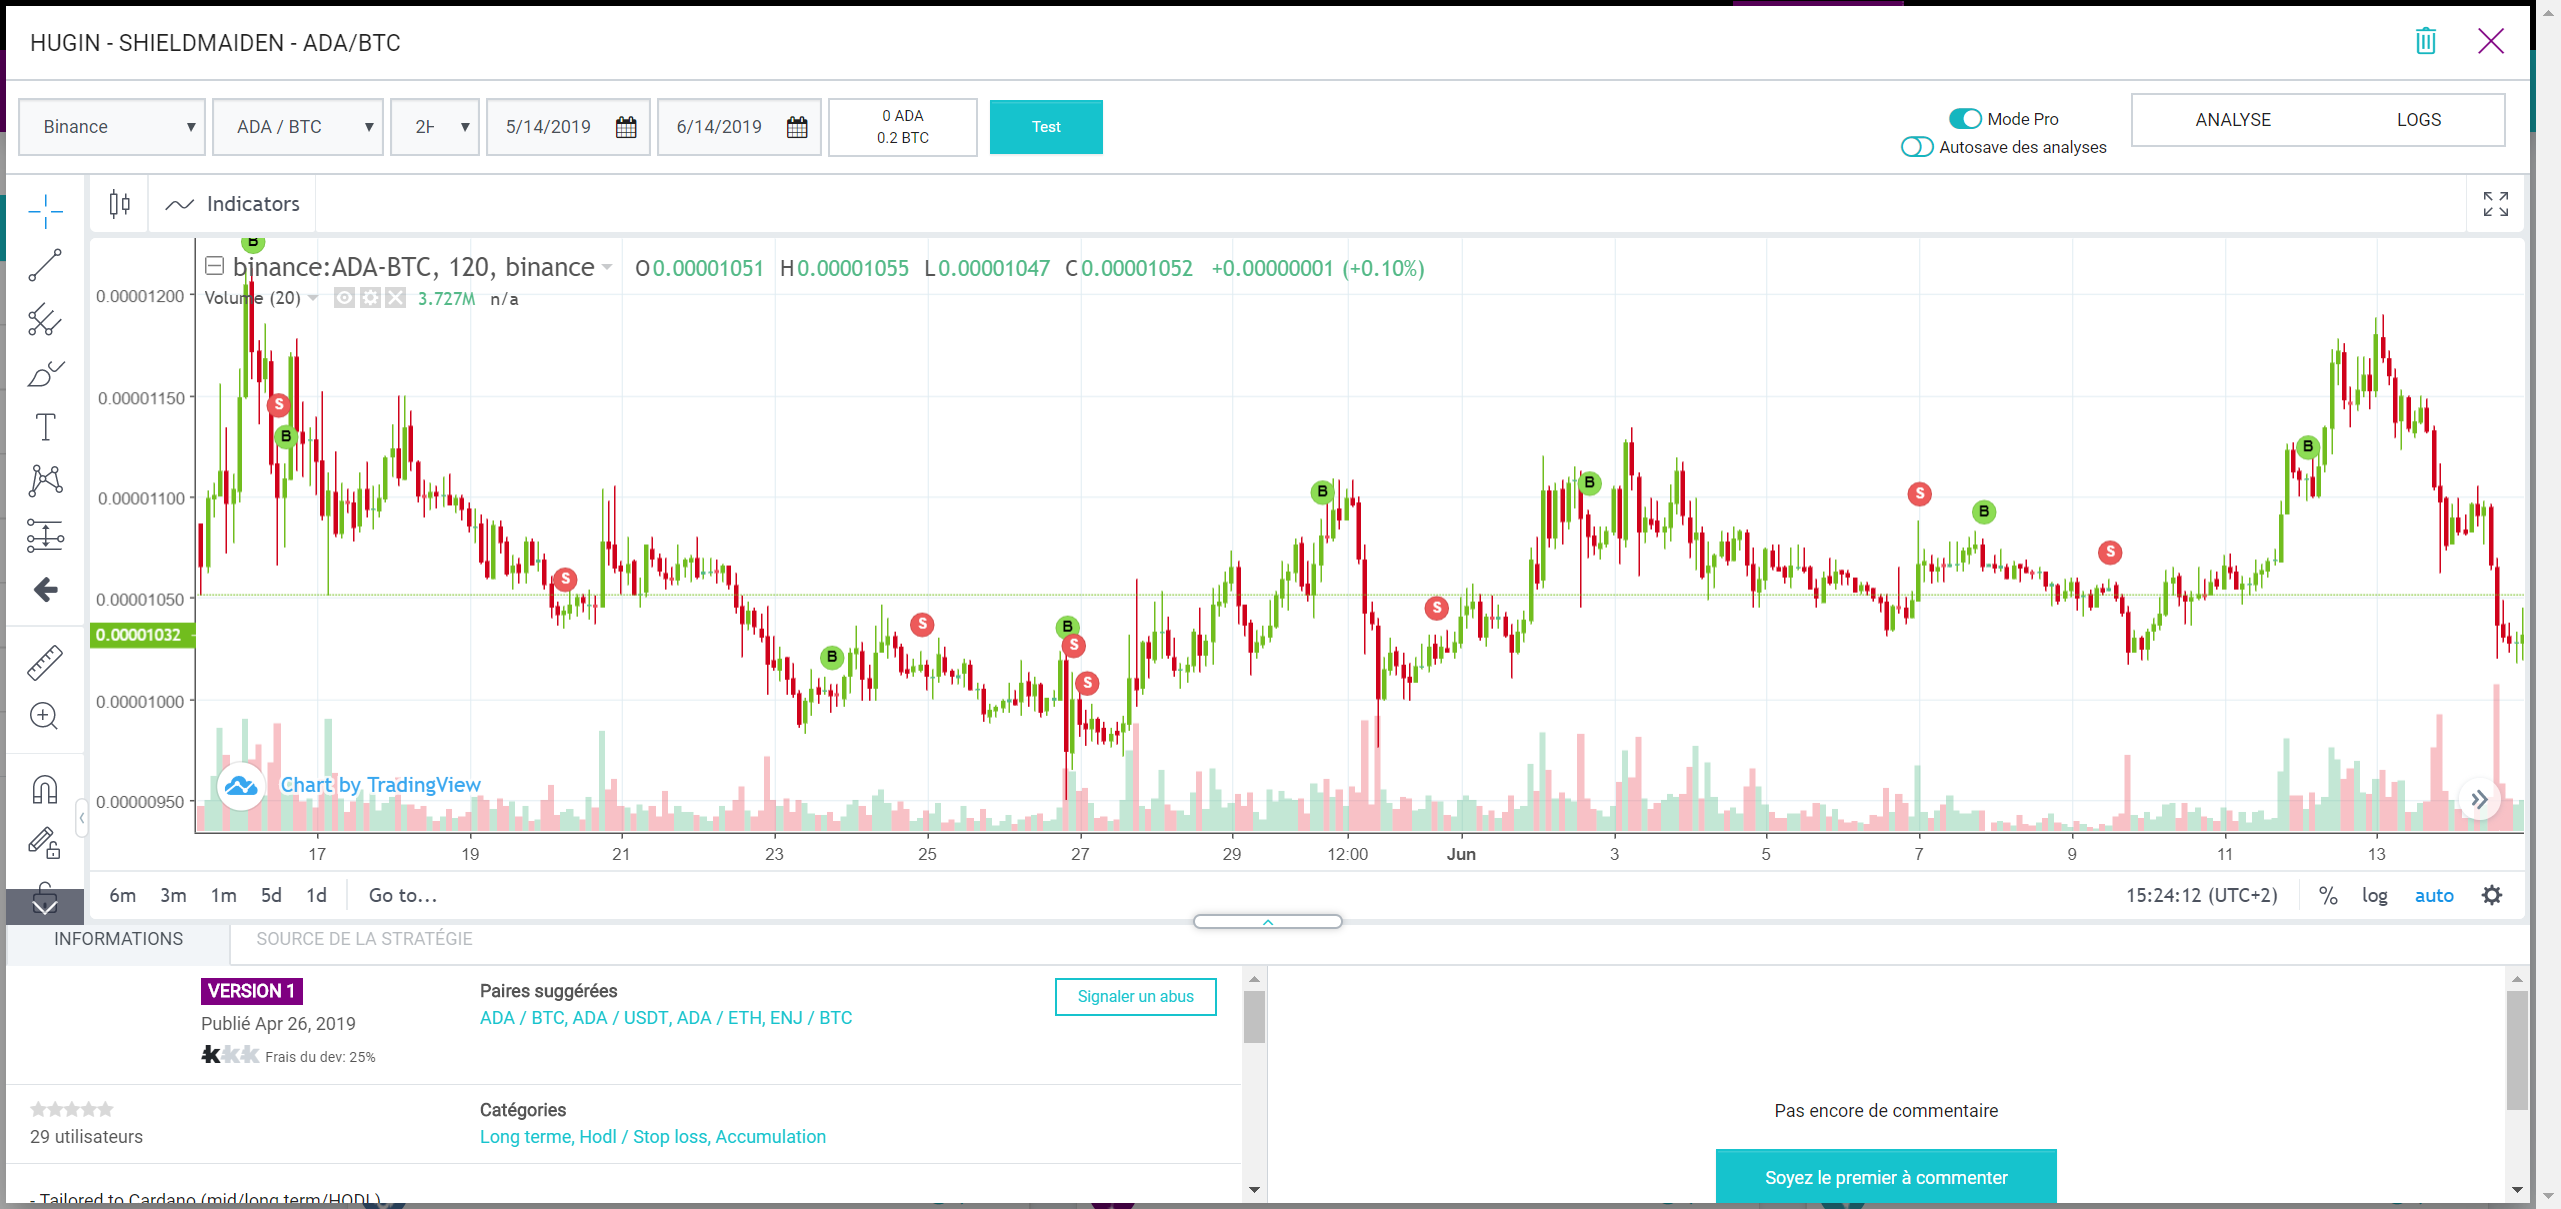 HUGIN - SHIELDMAIDEN - ADA/BTC
Binance
ADA / BTC
2H
5/14/2019
6/14/2019
0 ADA
0.2 BTC
Test
Mode Pro
Autosave des analyses
ANALYSE
LOGS
Indicators
B
binance:ADA-BTC, 120, binance
O0.00001051 H0.00001055 L0.00001047 C0.00001052 +0.00000001 (+0.10%)
Volume (20)
3.727M n/a
0.00001200
0.00001150
0.00001100
0.00001050
0.00001032
0.00001000
0.00000950
S
B
S
B
S
B
S
S
B
S
B
S
B
S
B
Chart by TradingView
17
19
21
23
25
27
29
12:00
Jun
3
5
7
9
11
13
6m 3m 1m 5d 1d
Go to...
15:24:12 (UTC+2)
%
log
auto
INFORMATIONS
SOURCE DE LA STRATÉGIE
VERSION 1
Publié Apr 26, 2019
Frais du dev: 25%
Paires suggérées
ADA / BTC, ADA / USDT, ADA / ETH, ENJ / BTC
Signaler un abus
29 utilisateurs
Catégories
Long terme, Hodl / Stop loss, Accumulation
- Tailored to Cardano (mid/long term/HODL)
Pas encore de commentaire
Soyez le premier à commenter